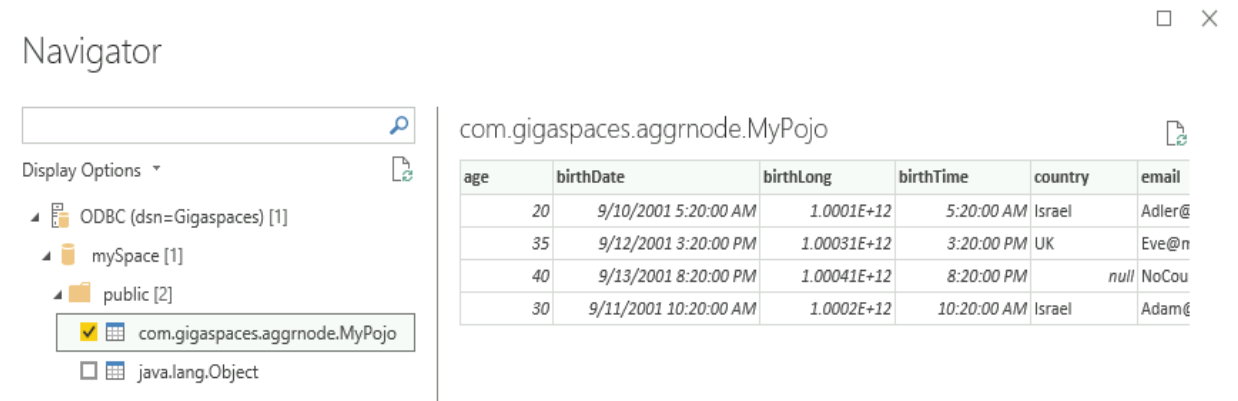 Navigator
Display Options
ODBC (dsn=Gigaspaces) [1]
mySpace [1]
public [2]
com.gigaspaces.aggrnode.MyPojo
java.lang.Object
com.gigaspaces.aggrnode.MyPojo
age birthDate birthLong birthTime country email
20 9/10/2001 5:20:00 AM 1.0001E+12 5:20:00 AM Israel Adler@
35 9/12/2001 3:20:00 PM 1.00031E+12 3:20:00 PM UK Eve@m
40 9/13/2001 8:20:00 PM 1.00041E+12 8:20:00 PM null NoCou
30 9/11/2001 10:20:00 AM 1.0002E+12 10:20:00 AM Israel Adam@